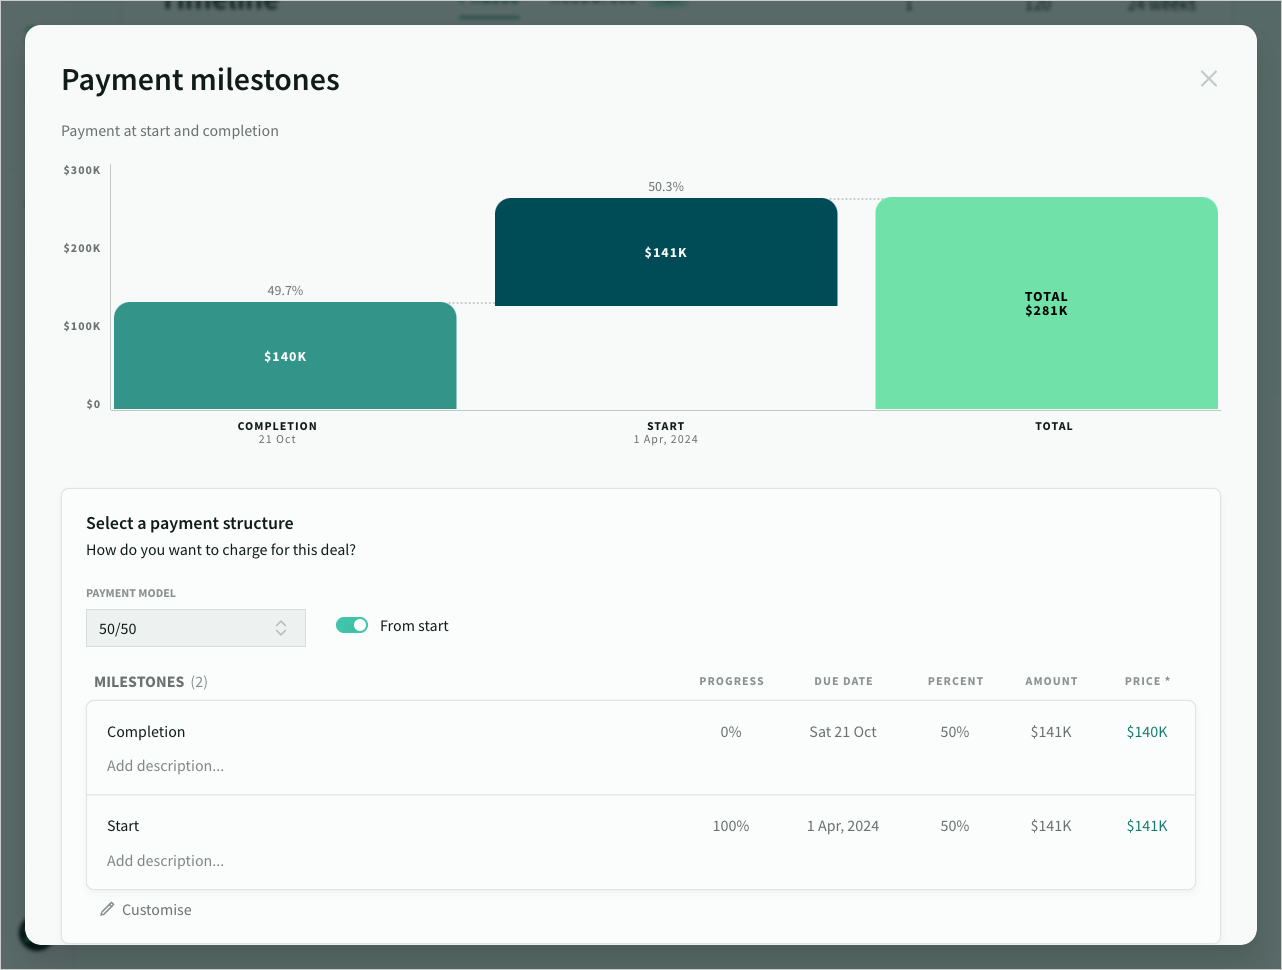 Timeline
24 weeks
Payment milestones
Payment at start and completion
$300K
$200K
$100K
$0
49.7%
$140K
50.3%
$141K
TOTAL
$281K
COMPLETION
21 Oct
START
1 Apr, 2024
TOTAL
Select a payment structure
How do you want to charge for this deal?
PAYMENT MODEL
50/50
From start
MILESTONES (2) PROGRESS DUE DATE PERCENT AMOUNT PRICE *
Completion 0% Sat 21 Oct 50% $141K $140K
Add description...
Start 100% 1 Apr, 2024 50% $141K $141K
Add description...
Customise